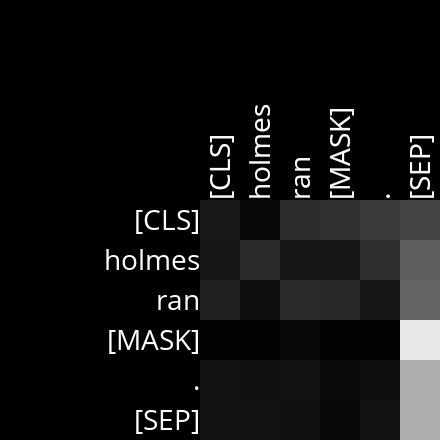 [CLS] holmes ran [MASK] . [SEP]
[CLS]
holmes
ran
[MASK]
.
[SEP]